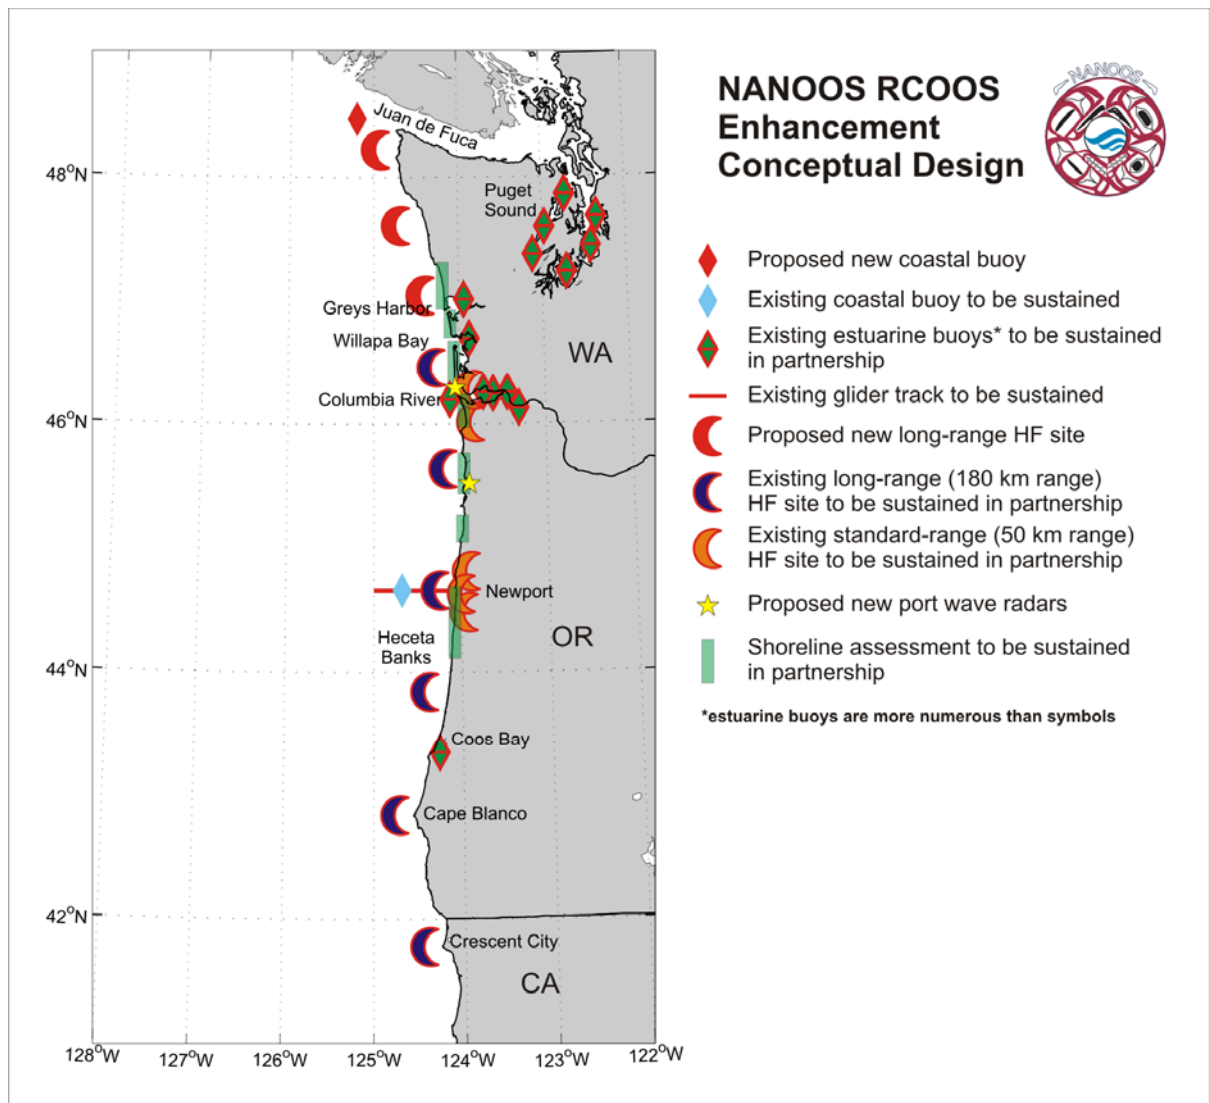 NANOOS RCOOS
Enhancement
Conceptual Design
NANOOS
Proposed new coastal buoy
Existing coastal buoy to be sustained
Existing estuarine buoys* to be sustained
in partnership
Existing glider track to be sustained
Proposed new long-range HF site
Existing long-range (180 km range)
HF site to be sustained in partnership
Existing standard-range (50 km range)
HF site to be sustained in partnership
Proposed new port wave radars
Shoreline assessment to be sustained
in partnership
*estuarine buoys are more numerous than symbols
Juan de Fuca
48°N
Puget
Sound
Greys Harbor
Willapa Bay
WA
Columbia River
46°N
Newport
OR
Heceta
Banks
44°N
Coos Bay
Cape Blanco
42°N
Crescent City
CA
128°W
127°W
126°W
125°W
124°W
123°W
122°W